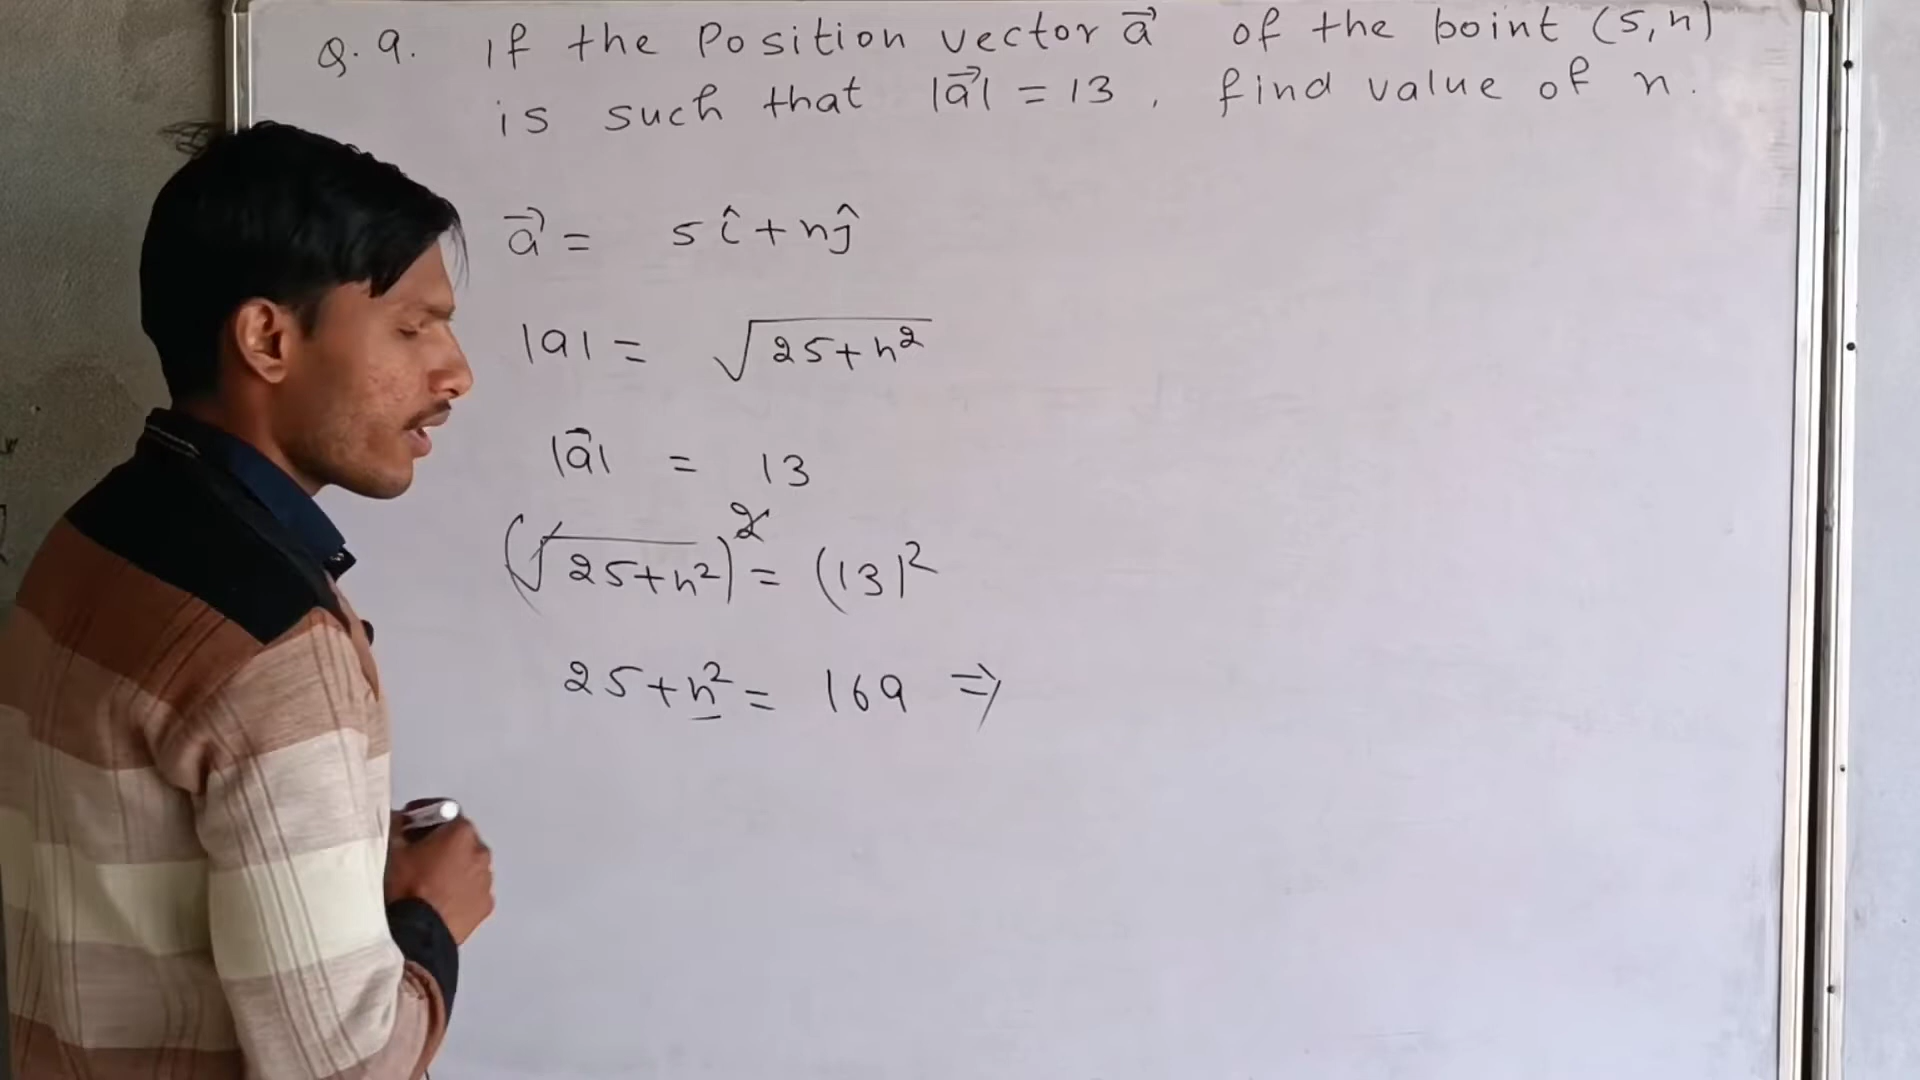 Q.9. If the Position vector a⃗ of the boint (5,n)
is such that |a⃗| = 13, find value of n.
a⃗ = 5î+nĵ
|a| = √25+n²
|a⃗| = 13
(√25+n²)² = (13)²
25+n² = 169 ⇒